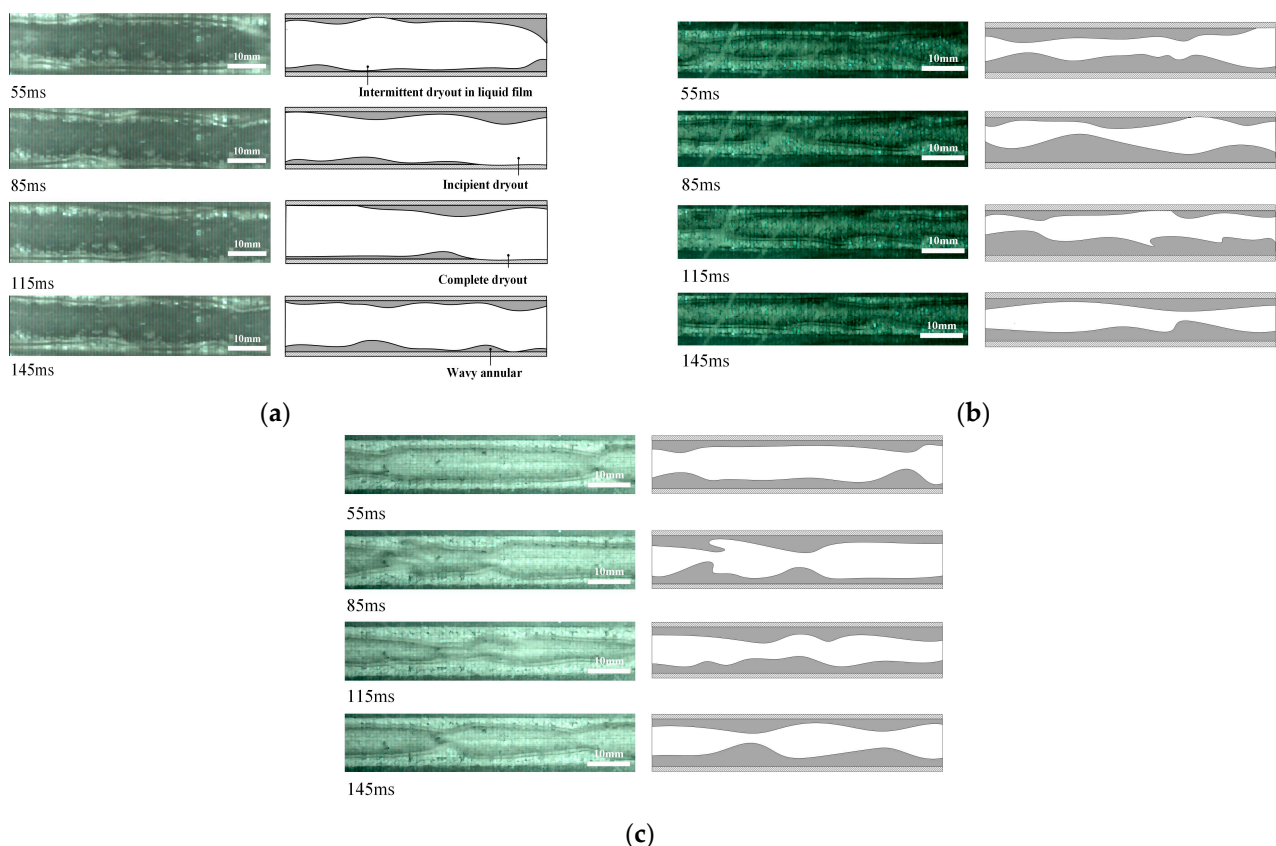 10mm
55ms
Intermittent dryout in liquid film
10mm
85ms
Incipient dryout
10mm
115ms
Complete dryout
10mm
145ms
Wavy annular
(a)
10mm
55ms
10mm
85ms
10mm
115ms
10mm
145ms
(b)
10mm
55ms
10mm
85ms
10mm
115ms
10mm
145ms
(c)